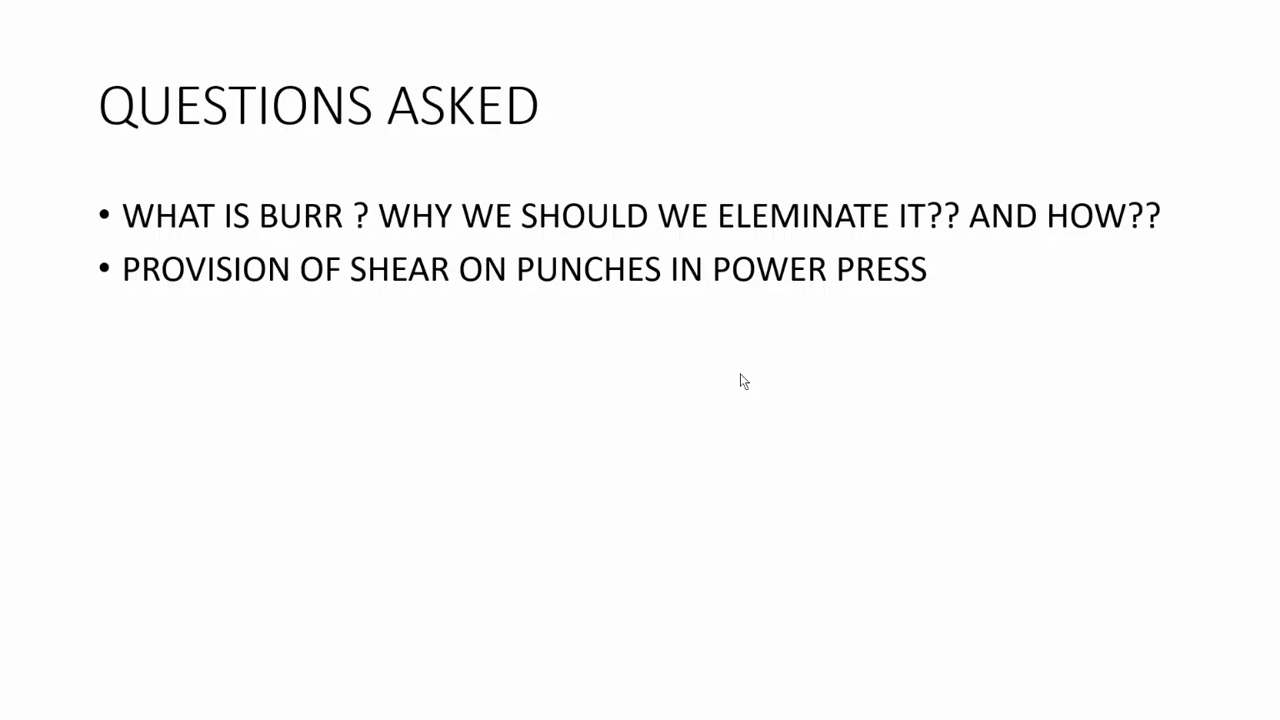 QUESTIONS ASKED
• WHAT IS BURR ? WHY WE SHOULD WE ELEMINATE IT?? AND HOW??
• PROVISION OF SHEAR ON PUNCHES IN POWER PRESS